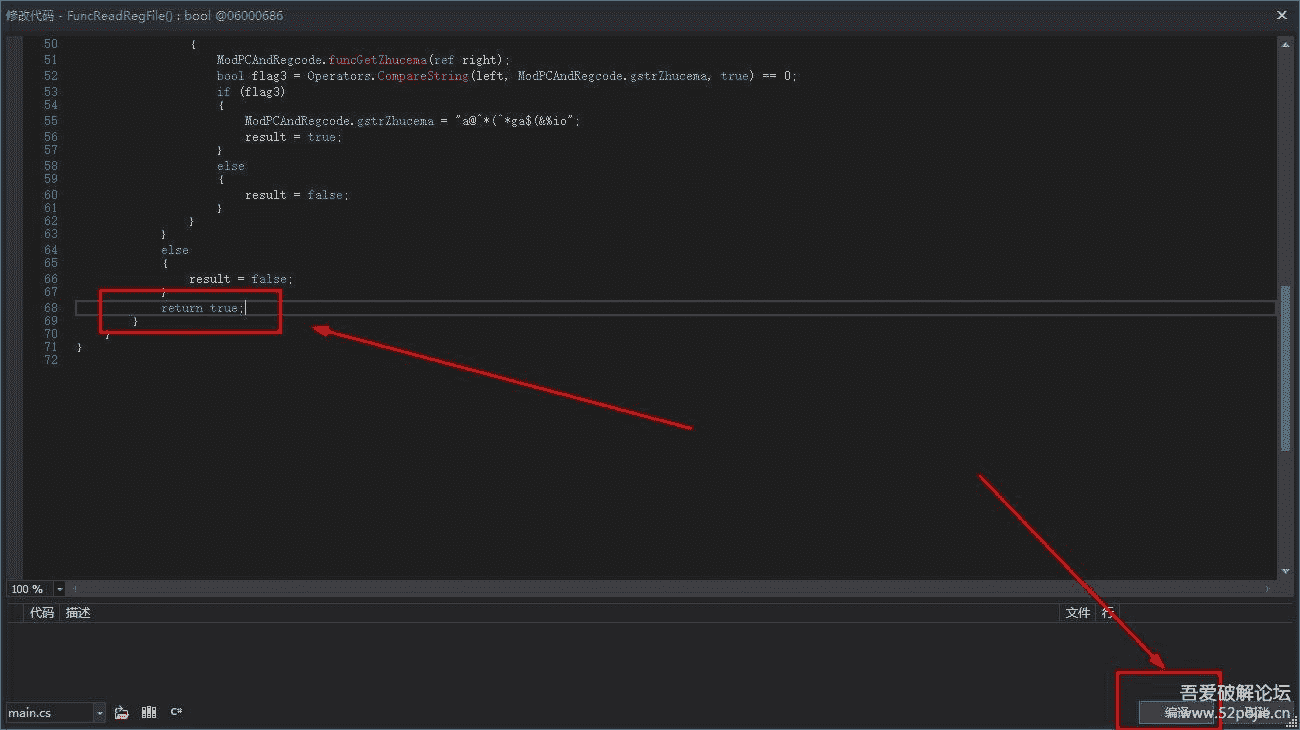 修改代码 - FuncReadRegFile() : bool @06000686
50 {
51 ModPCAndRegcode.funcGetZhucema(ref right);
52 bool flag3 = Operators.CompareString(left, ModPCAndRegcode.gstrZhucema, true) == 0;
53 if (flag3)
54 {
55 ModPCAndRegcode.gstrZhucema = "a@^*(^*ga$(&%io";
56 result = true;
57 }
58 else
59 {
60 result = false;
61 }
62 }
63 }
64 else
65 {
66 result = false;
67 }
68 return true;
69 }
70 }
71 }
72
100 %
代码 描述 文件 行
main.cs C#
吾爱破解论坛
编译
www.52pojie.cn